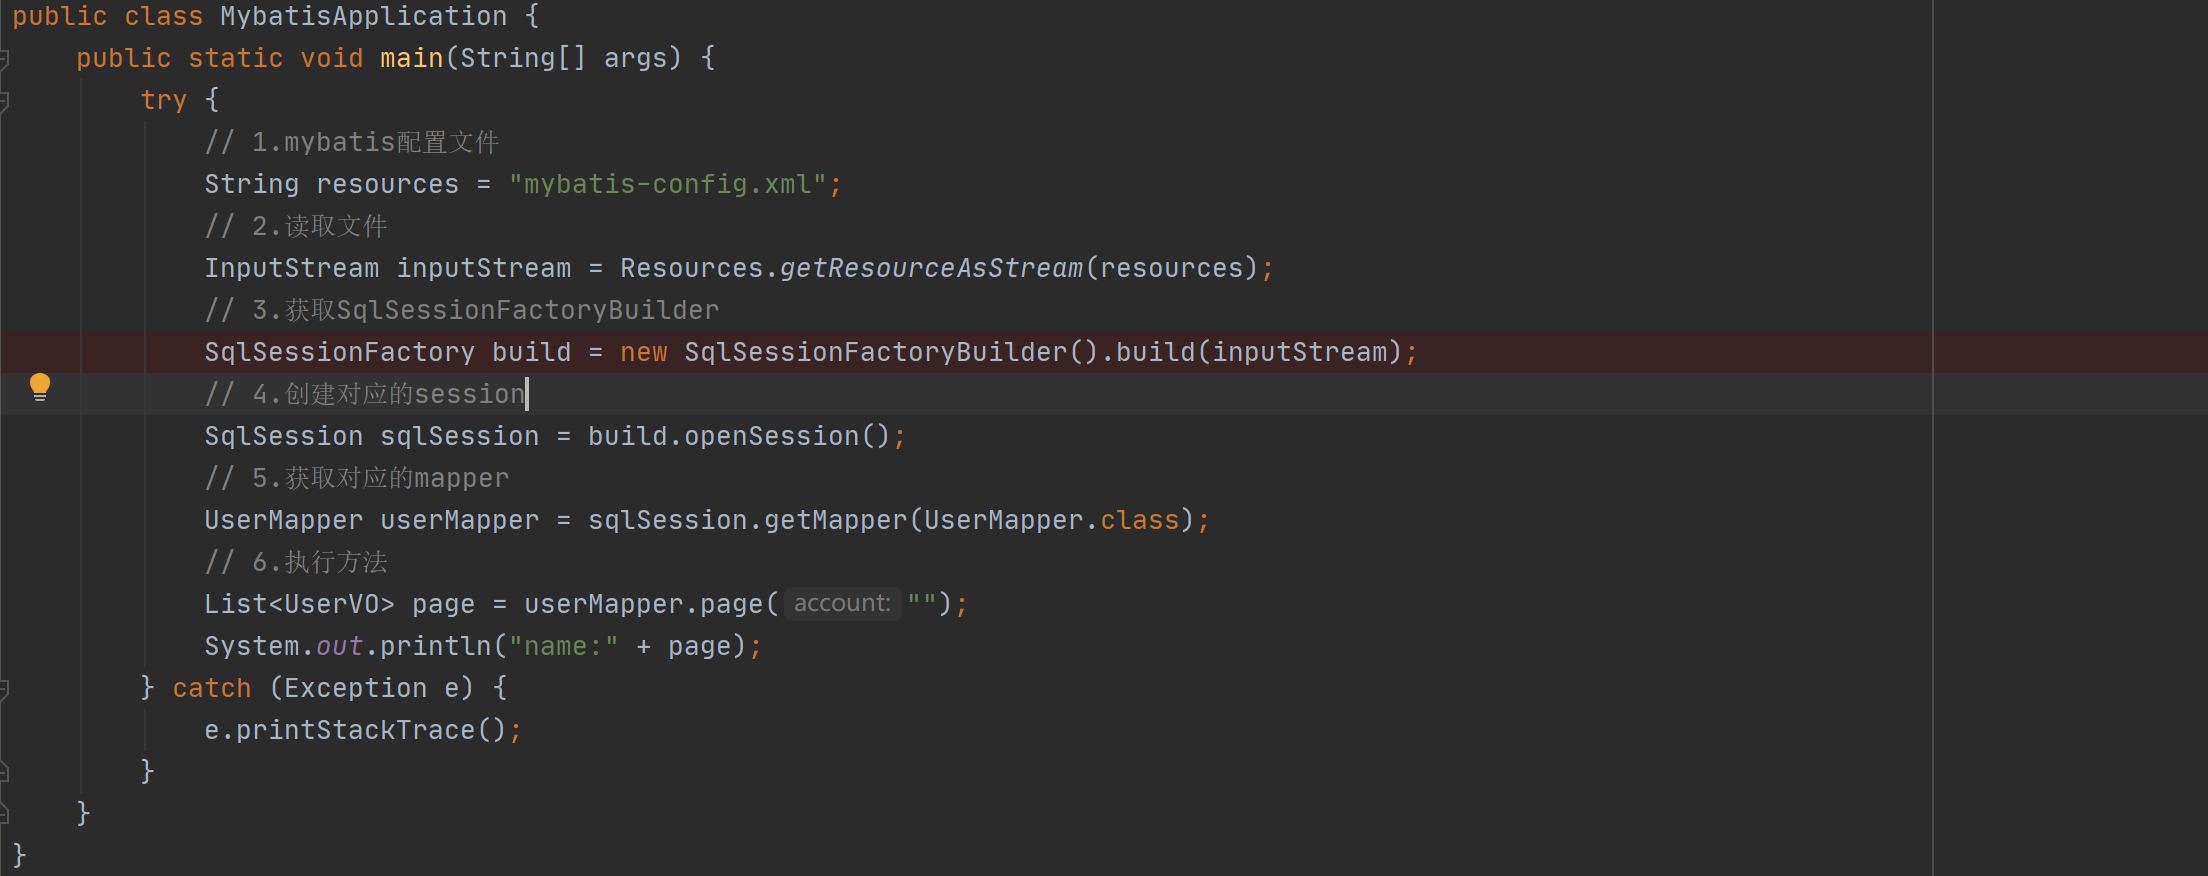 public class MybatisApplication {
    public static void main(String[] args) {
        try {
            // 1.mybatis配置文件
            String resources = "mybatis-config.xml";
            // 2.读取文件
            InputStream inputStream = Resources.getResourceAsStream(resources);
            // 3.获取SqlSessionFactoryBuilder
            SqlSessionFactory build = new SqlSessionFactoryBuilder().build(inputStream);
            // 4.创建对应的session
            SqlSession sqlSession = build.openSession();
            // 5.获取对应的mapper
            UserMapper userMapper = sqlSession.getMapper(UserMapper.class);
            // 6.执行方法
            List<UserVO> page = userMapper.page( account: "");
            System.out.println("name:" + page);
        } catch (Exception e) {
            e.printStackTrace();
        }
    }
}